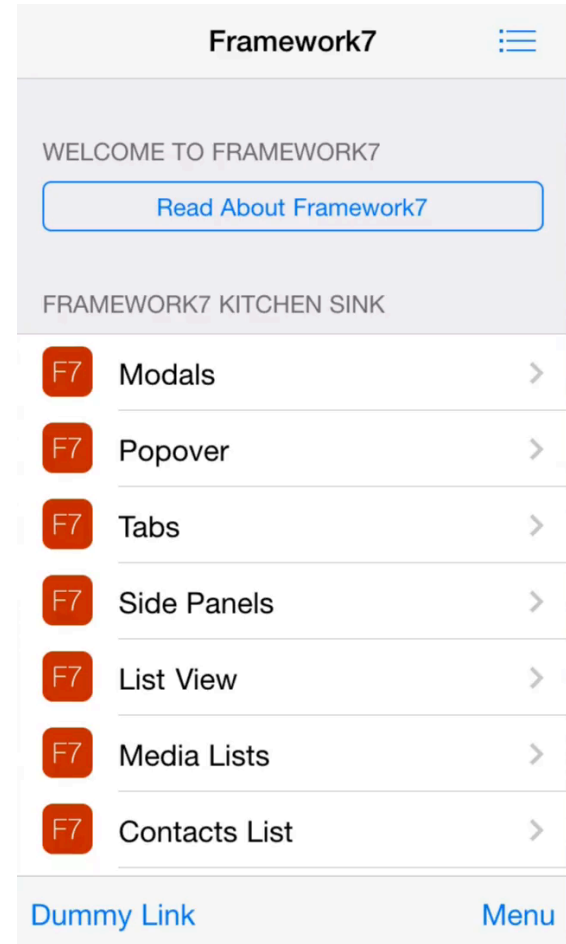 Framework7
WELCOME TO FRAMEWORK7
Read About Framework7
FRAMEWORK7 KITCHEN SINK
F7 Modals
F7 Popover
F7 Tabs
F7 Side Panels
F7 List View
F7 Media Lists
F7 Contacts List
Dummy Link Menu